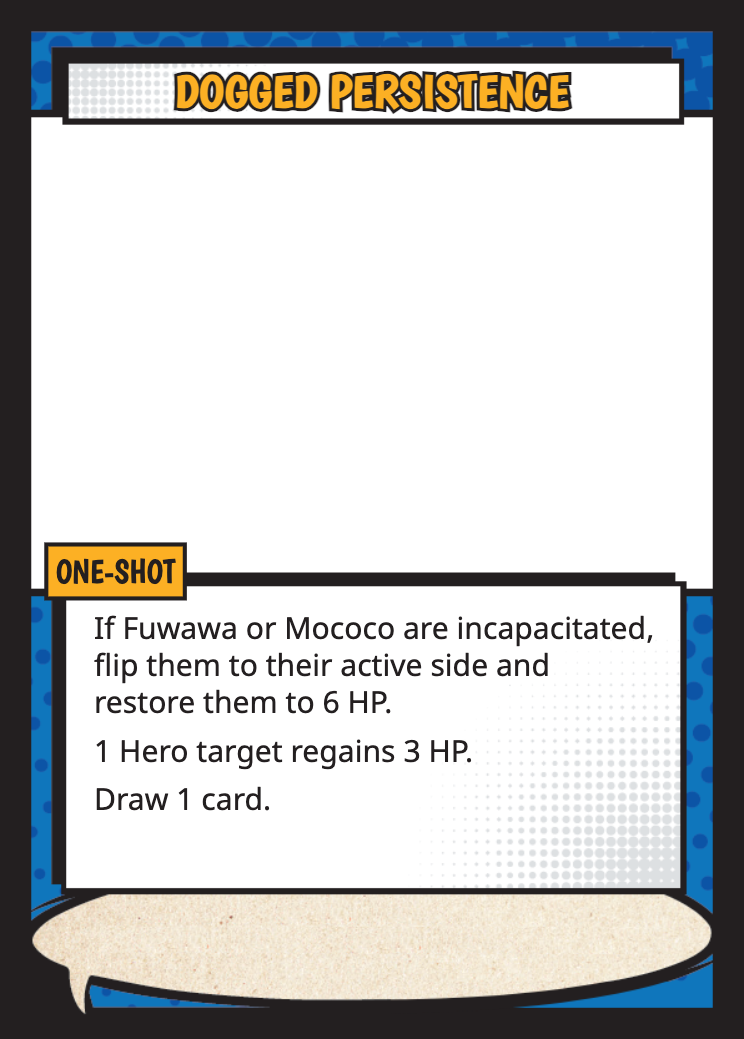 DOGGED PERSISTENCE
ONE-SHOT
If Fuwawa or Mococo are incapacitated,
flip them to their active side and
restore them to 6 HP.
1 Hero target regains 3 HP.
Draw 1 card.